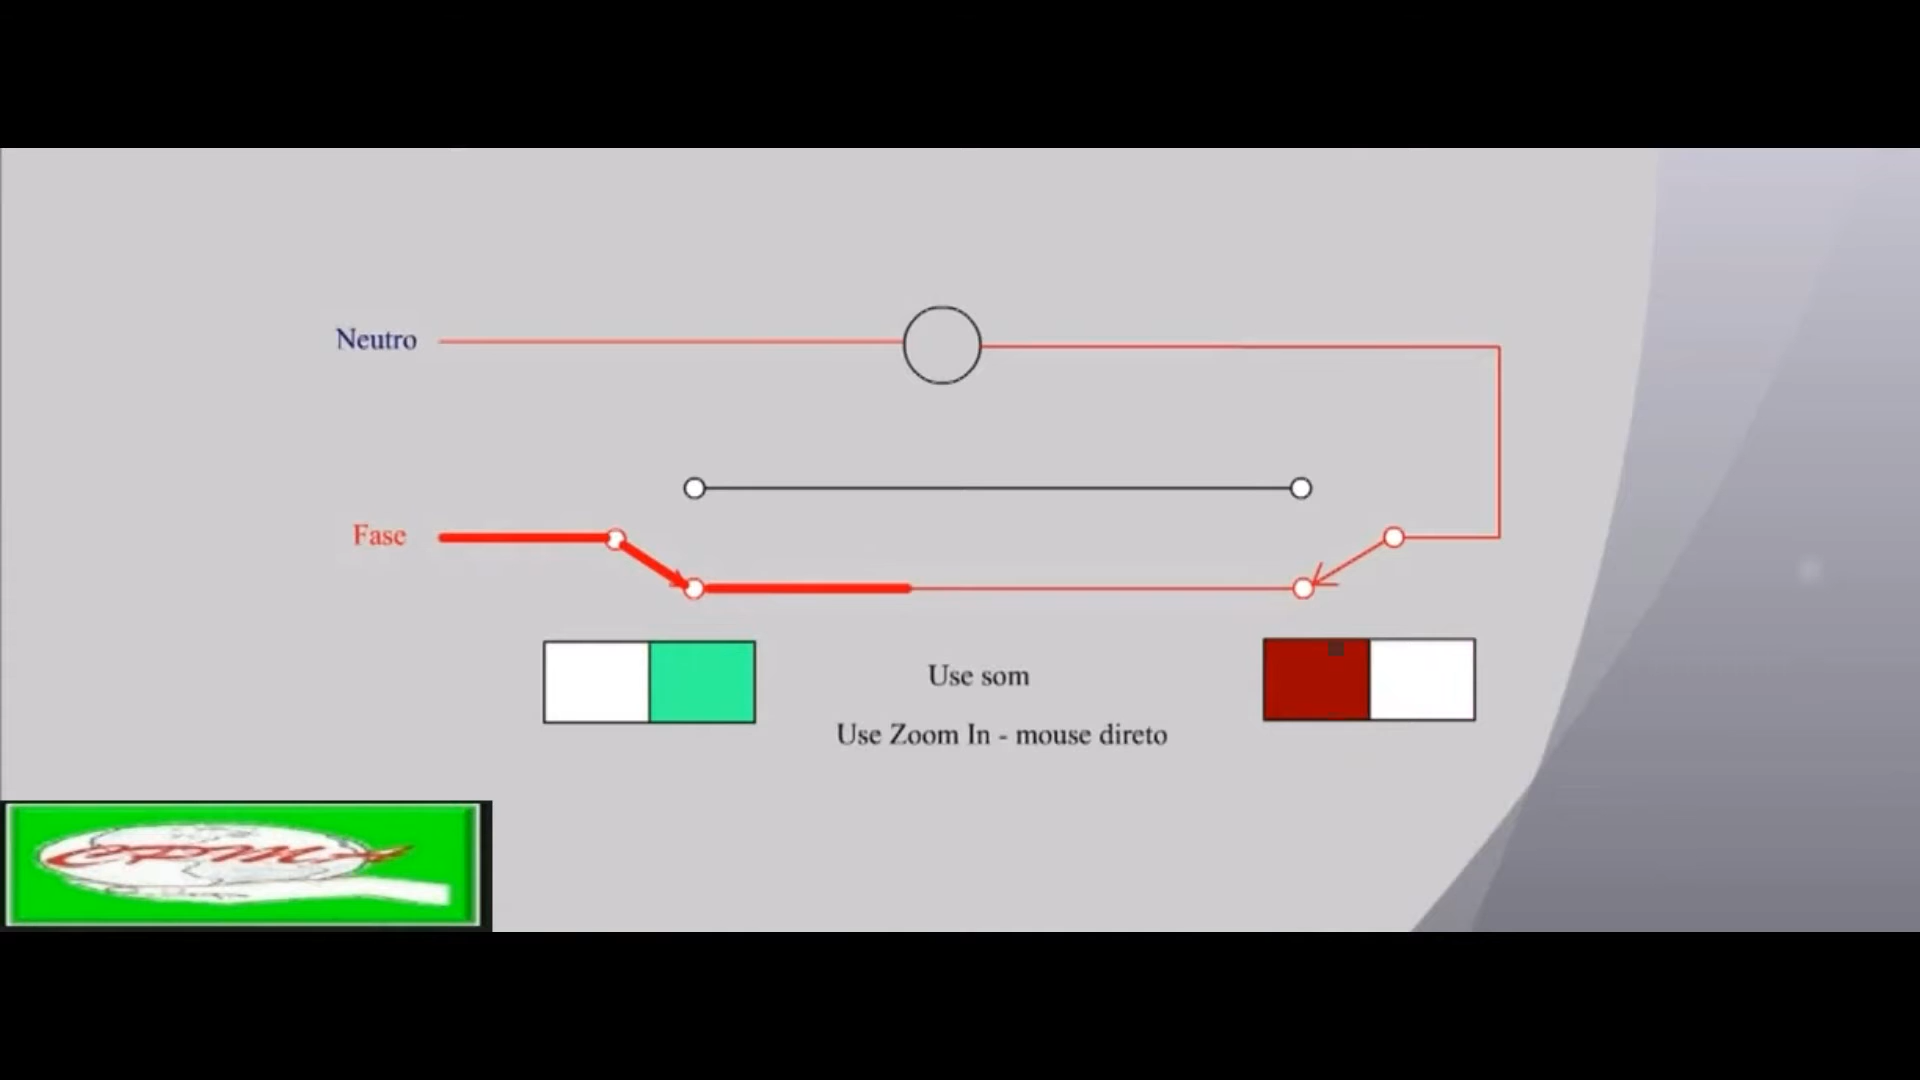 Neutro
Fase
Use som
Use Zoom In - mouse direto